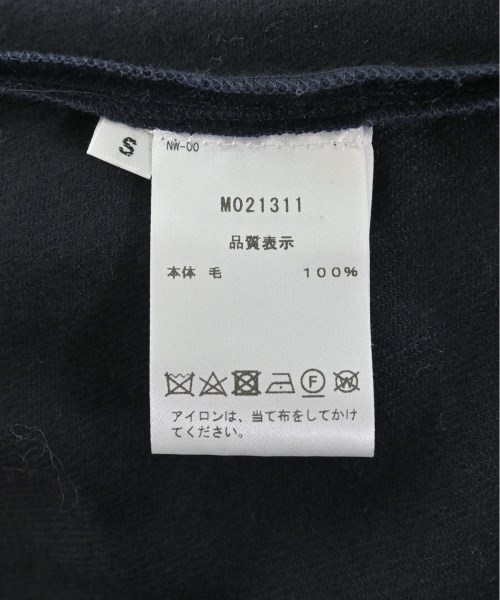 S
NW-00
M021311
品質表示
本体 毛 100%
F W
アイロンは、当て布をしてかけ
てください。